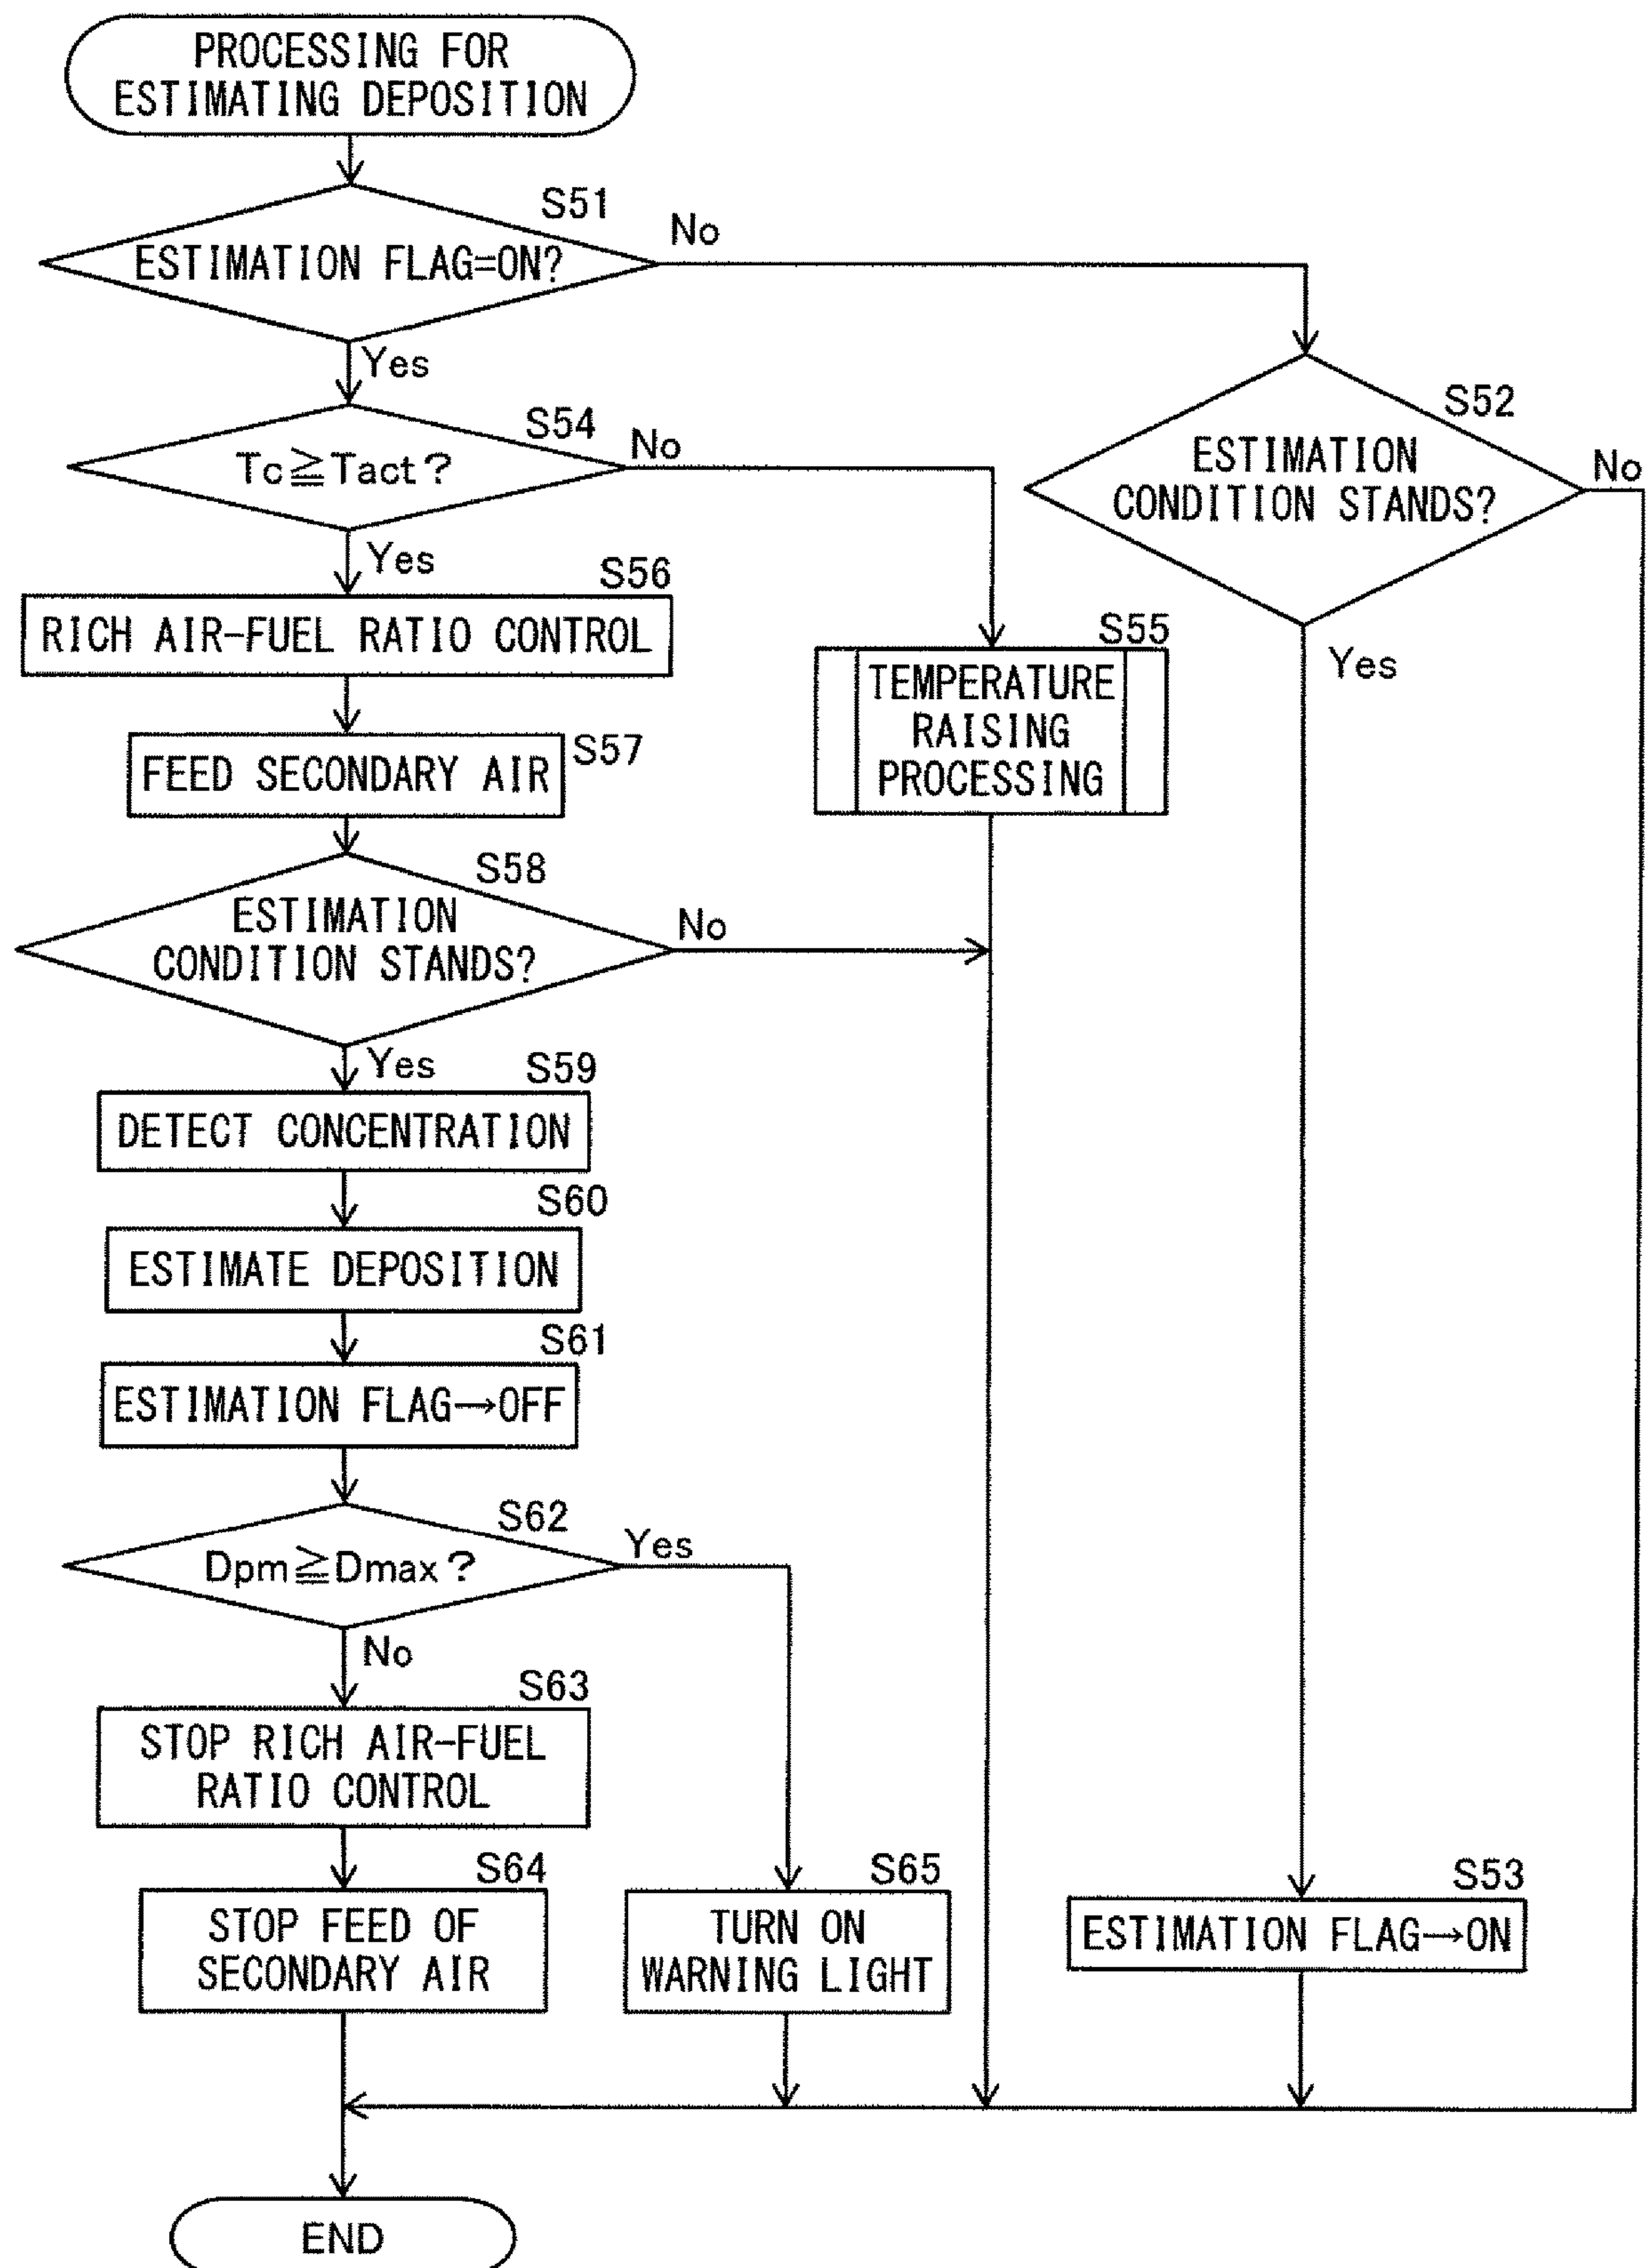 PROCESSING FOR
ESTIMATING DEPOSITION
S51
ESTIMATION FLAG=ON?
No
Yes
S52
ESTIMATION
CONDITION STANDS?
No
Yes
S54
Tc≧Tact?
No
Yes
S56
RICH AIR-FUEL RATIO CONTROL
S55
TEMPERATURE
RAISING
PROCESSING
S57
FEED SECONDARY AIR
S58
ESTIMATION
CONDITION STANDS?
No
Yes
S59
DETECT CONCENTRATION
S60
ESTIMATE DEPOSITION
S61
ESTIMATION FLAG→OFF
S62
Dpm≧Dmax?
Yes
No
S63
STOP RICH AIR-FUEL
RATIO CONTROL
S64
STOP FEED OF
SECONDARY AIR
S65
TURN ON
WARNING LIGHT
S53
ESTIMATION FLAG→ON
END